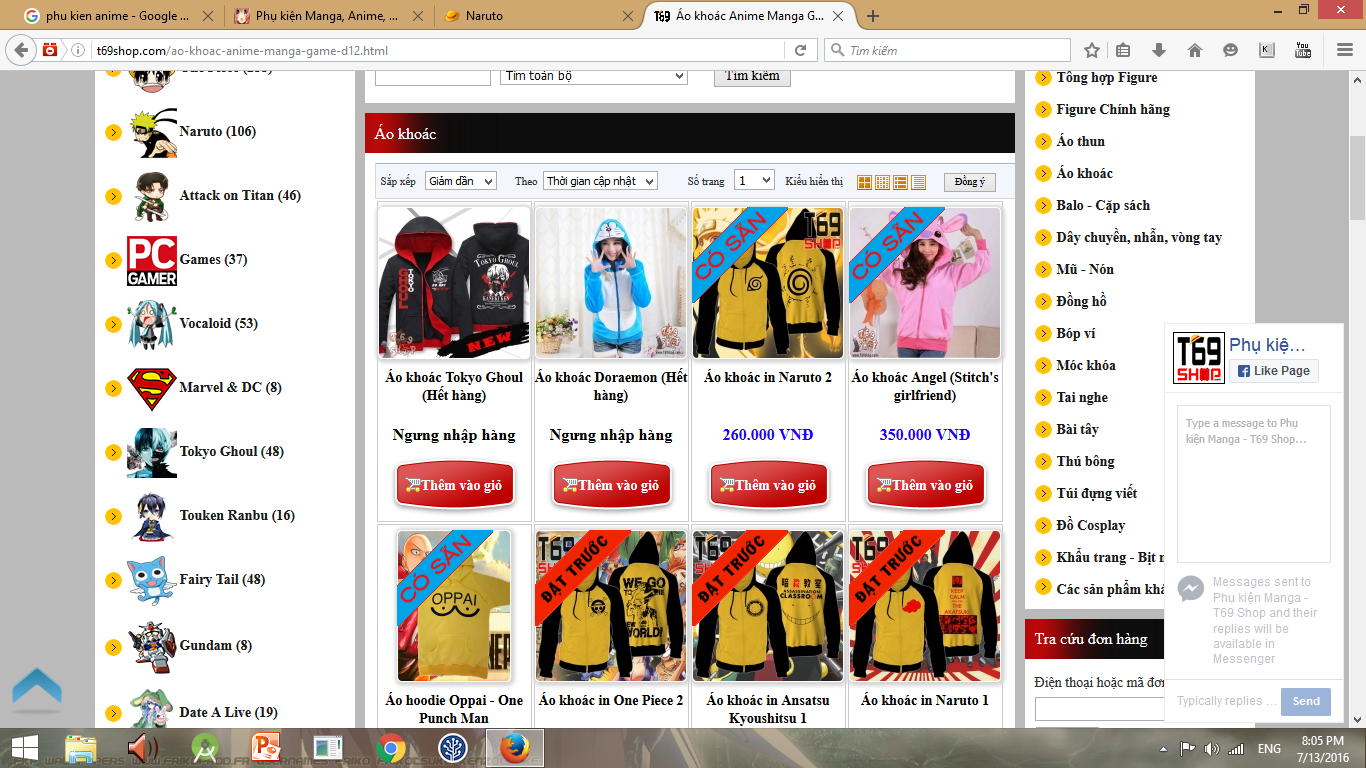 phu kien anime - Google ...
Phụ kiện Manga, Anime, ...
Naruto
T69 Áo khoác Anime Manga G...
t69shop.com/ao-khoac-anime-manga-game-d12.html
Tìm kiếm
Naruto (106)
Attack on Titan (46)
PC GAMER
Games (37)
Vocaloid (53)
Marvel & DC (8)
Tokyo Ghoul (48)
Touken Ranbu (16)
Fairy Tail (48)
Gundam (8)
Date A Live (19)
Tìm toàn bộ
Tìm kiếm
Áo khoác
Sắp xếp Giảm dần Theo Thời gian cập nhật Số trang 1 Kiểu hiển thị Đồng ý
TOKYO GHOUL
NEW
CÓ SẴN
T69 SHOP
CÓ SẴN
Áo khoác Tokyo Ghoul
(Hết hàng)
Áo khoác Doraemon (Hết
hàng)
Áo khoác in Naruto 2
Áo khoác Angel (Stitch's
girlfriend)
Ngưng nhập hàng
Ngưng nhập hàng
260.000 VNĐ
350.000 VNĐ
Thêm vào giỏ
Thêm vào giỏ
Thêm vào giỏ
Thêm vào giỏ
CÓ SẴN
OPPAI
ĐẶT TRƯỚC
ĐẶT TRƯỚC
暗殺教室
ASSASSINATION
CLASSROOM
ĐẶT TRƯỚC
KEEP
CALM
Áo hoodie Oppai - One
Punch Man
Áo khoác in One Piece 2
Áo khoác in Ansatsu
Kyoushitsu 1
Áo khoác in Naruto 1
Tổng hợp Figure
Figure Chính hãng
Áo thun
Áo khoác
Balo - Cặp sách
Dây chuyền, nhẫn, vòng tay
Mũ - Nón
Đồng hồ
Bóp ví
Móc khóa
Tai nghe
Bài tây
Thú bông
Túi đựng viết
Đồ Cosplay
Khẩu trang - Bịt
Các sản phẩm
Tra cứu đơn hàng
Điện thoại hoặc mã
T69 SHOP
Phụ kiệ...
Like Page
Type a message to Phụ
kiện Manga - T69 Shop...
Messages sent to
Phụ kiện Manga -
T69 Shop and their
replies will be
available in
Messenger
Typically replies ...
Send
ENG
8:05 PM
7/13/2016